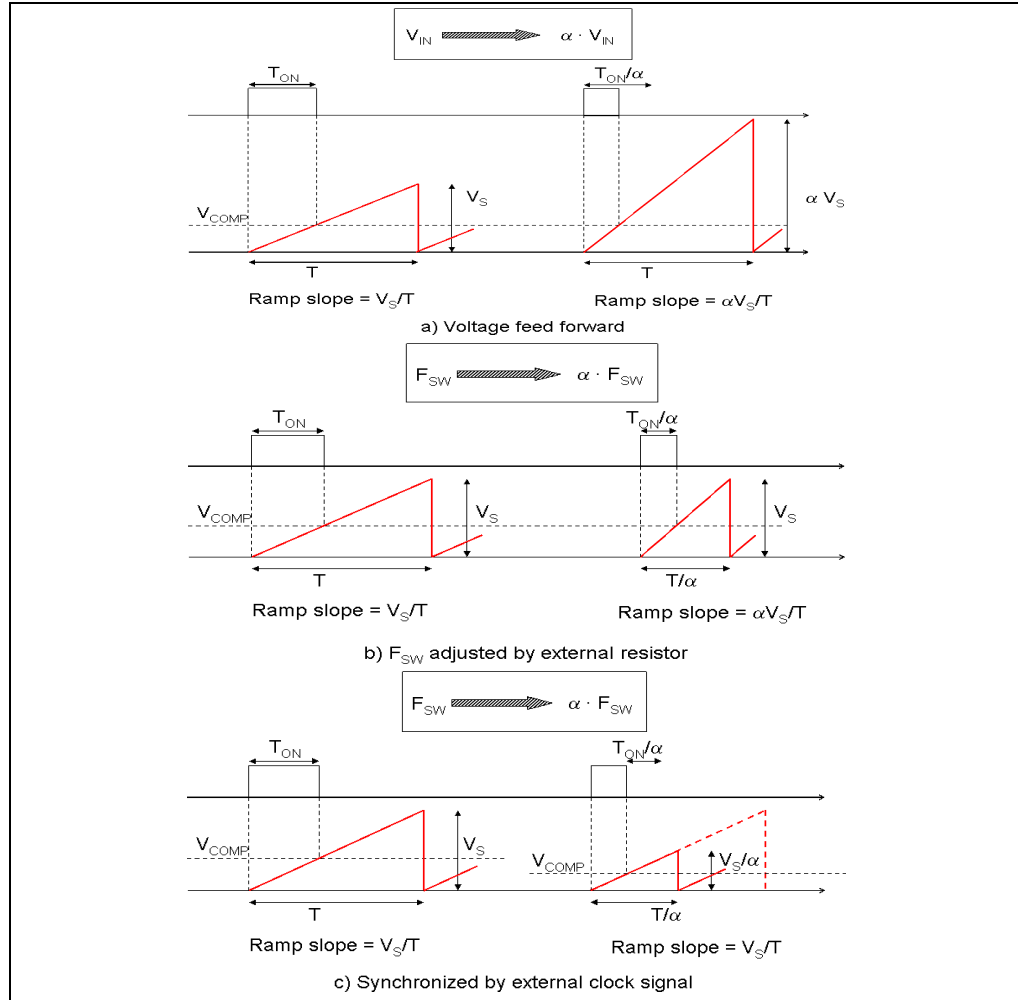 V_IN α · V_IN
T_ON T_ON/α
V_S α V_S
V_COMP
T T
Ramp slope = V_S/T Ramp slope = αV_S/T
a) Voltage feed forward
F_SW α · F_SW
T_ON T_ON/α
V_COMP V_S V_S
T T/α
Ramp slope = V_S/T Ramp slope = αV_S/T
b) F_SW adjusted by external resistor
F_SW α · F_SW
T_ON T_ON/α
V_COMP V_S V_COMP V_S/α
T T/α
Ramp slope = V_S/T Ramp slope = V_S/T
c) Synchronized by external clock signal